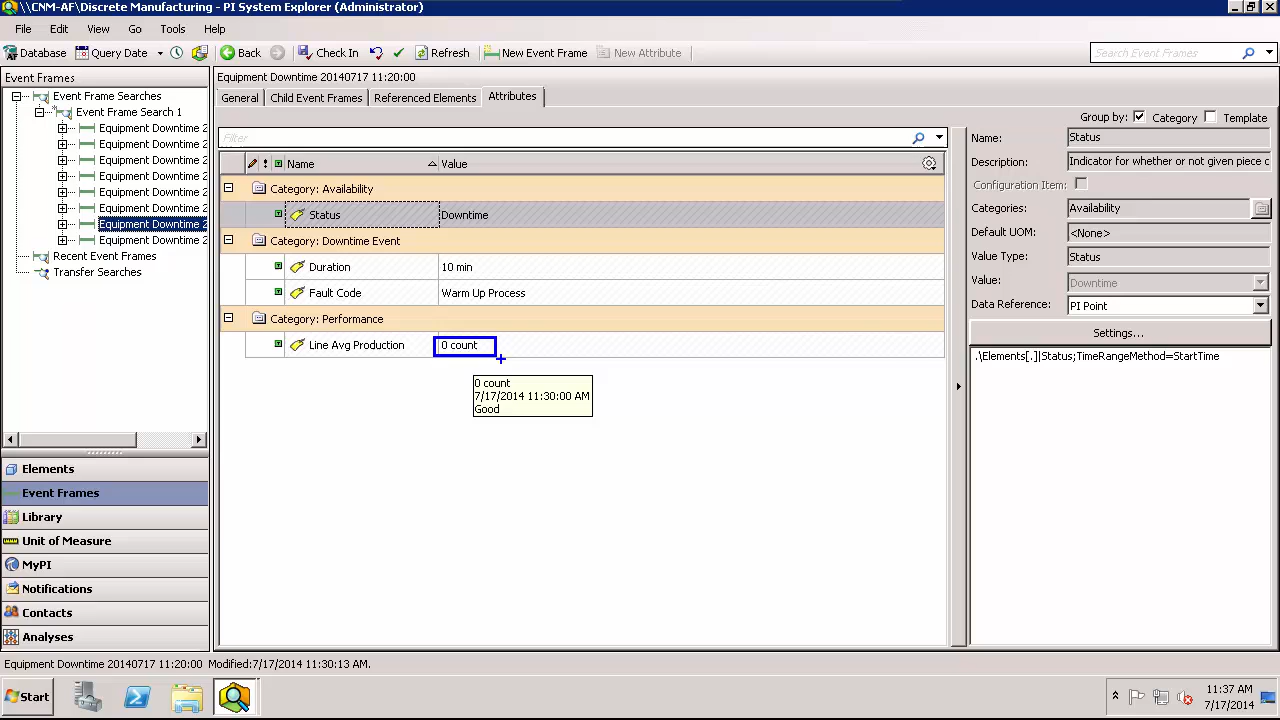 \\CNM-AF\Discrete Manufacturing - PI System Explorer (Administrator)
File Edit View Go Tools Help
Database Query Date Back Check In Refresh New Event Frame New Attribute Search Event Frames
Event Frames
Event Frame Searches
Event Frame Search 1
Equipment Downtime 2
Equipment Downtime 2
Equipment Downtime 2
Equipment Downtime 2
Equipment Downtime 2
Equipment Downtime 2
Equipment Downtime 2
Equipment Downtime 2
Recent Event Frames
Transfer Searches
Elements
Event Frames
Library
Unit of Measure
MyPI
Notifications
Contacts
Analyses
Equipment Downtime 20140717 11:20:00
General Child Event Frames Referenced Elements Attributes
Group by: Category Template
Filter
Name Value
Category: Availability
Status Downtime
Category: Downtime Event
Duration 10 min
Fault Code Warm Up Process
Category: Performance
Line Avg Production 0 count
0 count
7/17/2014 11:30:00 AM
Good
Name: Status
Description: Indicator for whether or not given piece c
Configuration Item:
Categories: Availability
Default UOM: <None>
Value Type: Status
Value: Downtime
Data Reference: PI Point
Settings...
.\Elements[.]|Status;TimeRangeMethod=StartTime
Equipment Downtime 20140717 11:20:00 Modified:7/17/2014 11:30:13 AM.
Start
11:37 AM
7/17/2014